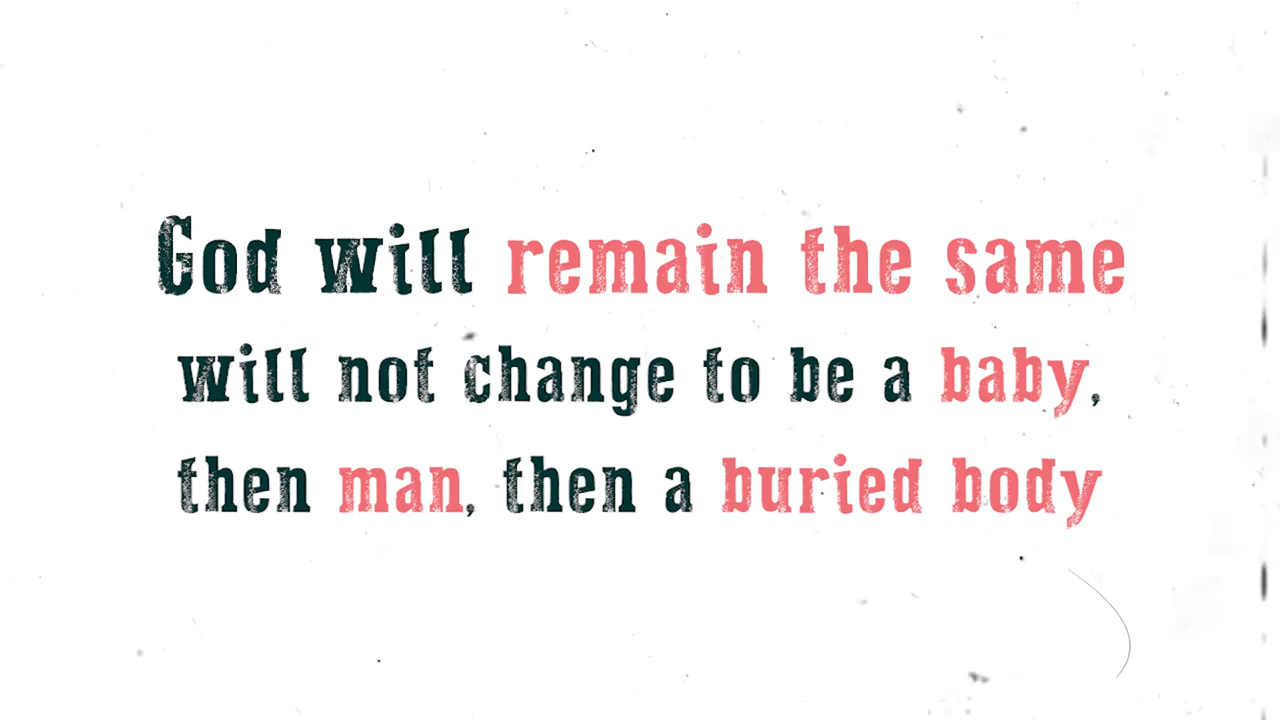 God will remain the same
will not change to be a baby,
then man, then a buried body